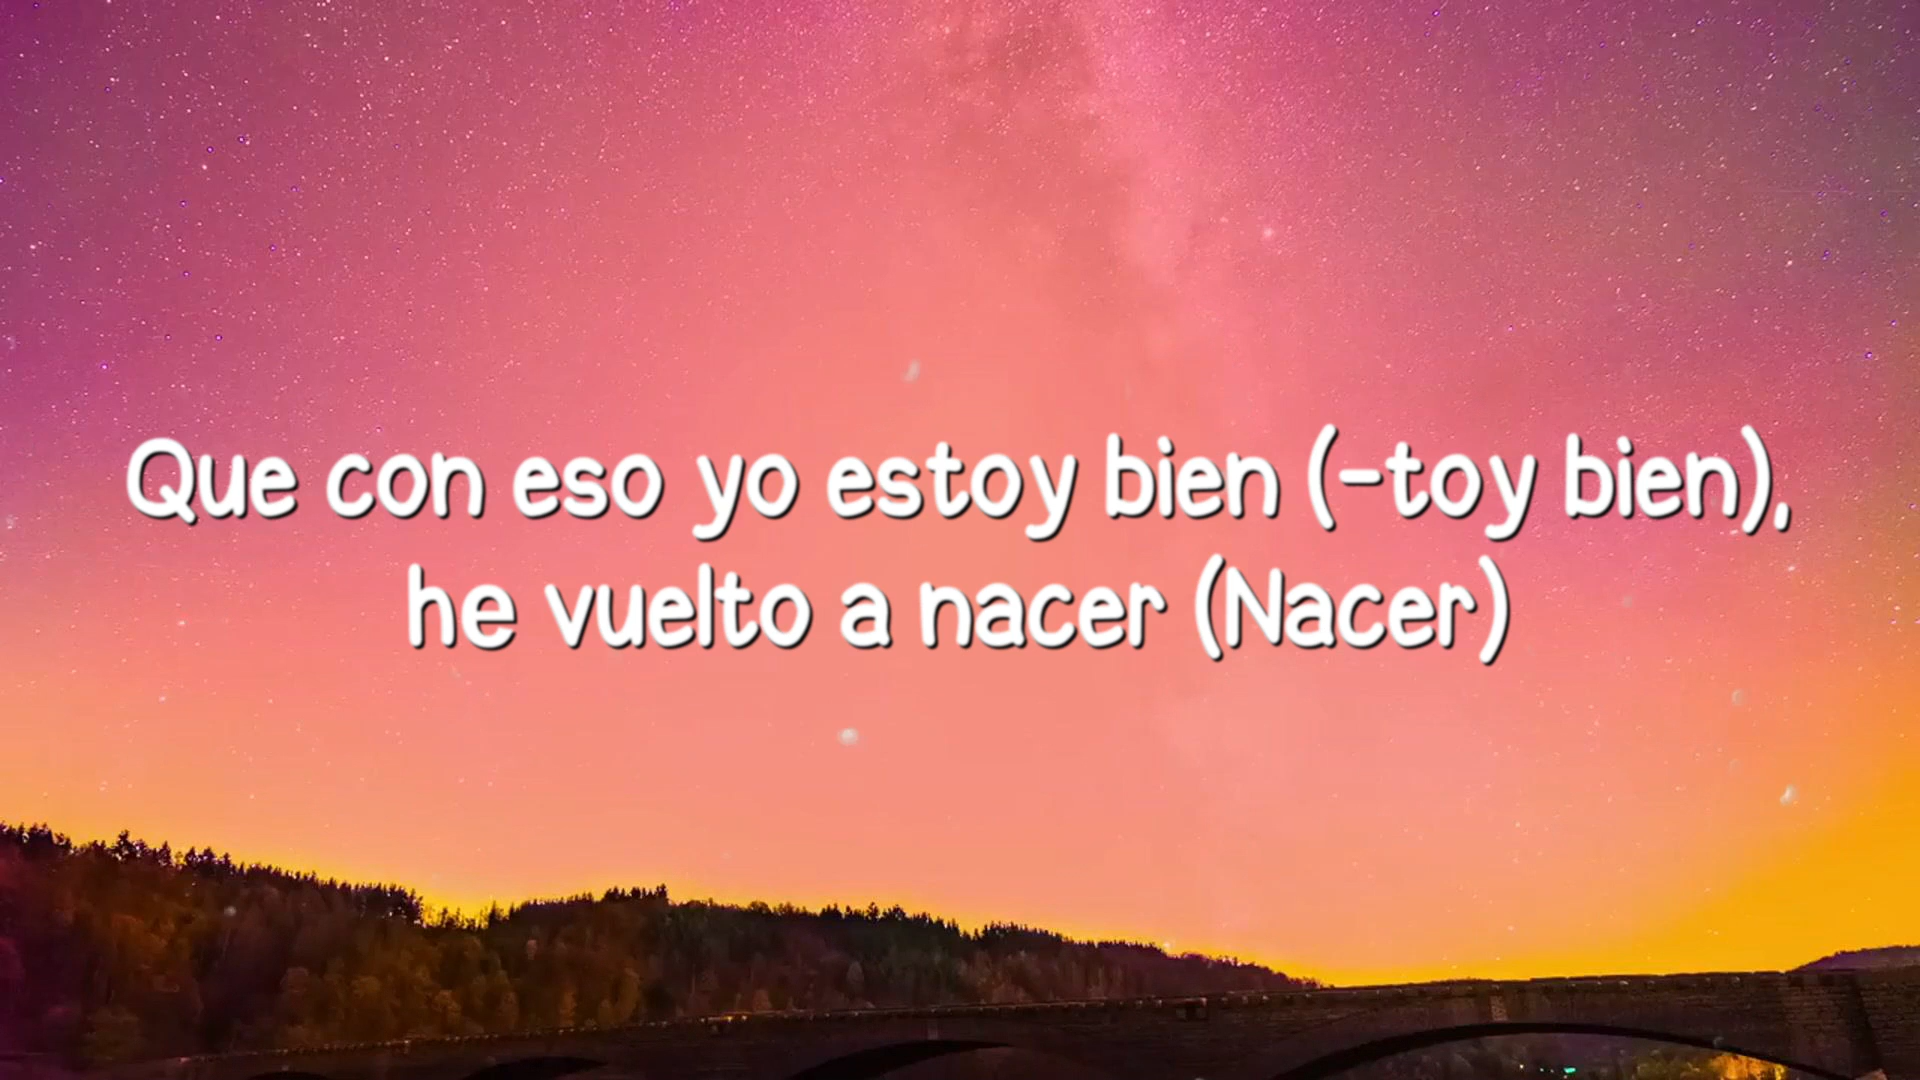 Que con eso yo estoy bien (-toy bien),
he vuelto a nacer (Nacer)